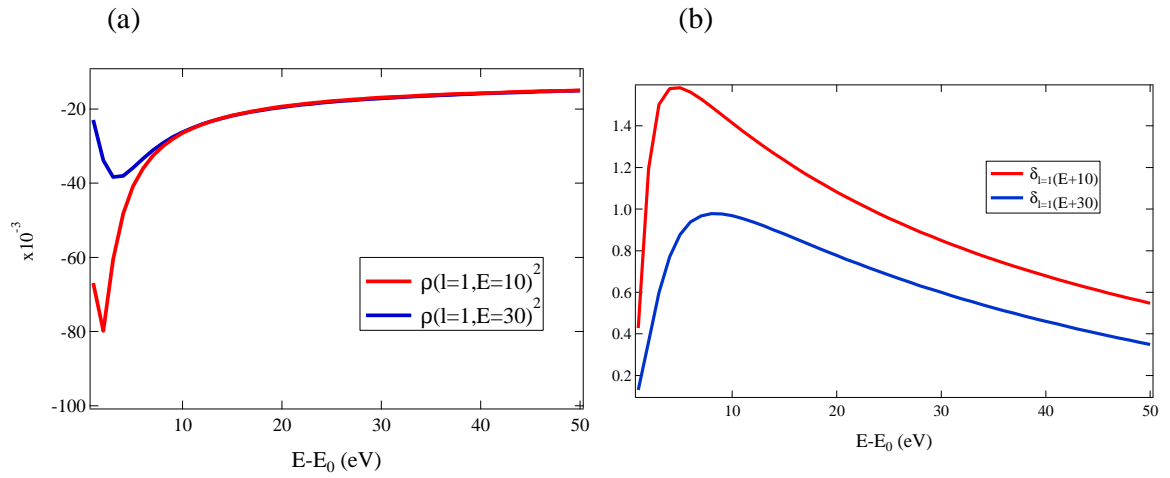 (a)
(b)
-20
-40
-60
-80
-100
x10⁻³
10
20
30
40
50
E-E₀ (eV)
ρ(l=1,E=10)²
ρ(l=1,E=30)²
1.4
1.2
1.0
0.8
0.6
0.4
0.2
10
20
30
40
50
E-E₀ (eV)
δₗ₌₁(E+10)
δₗ₌₁(E+30)